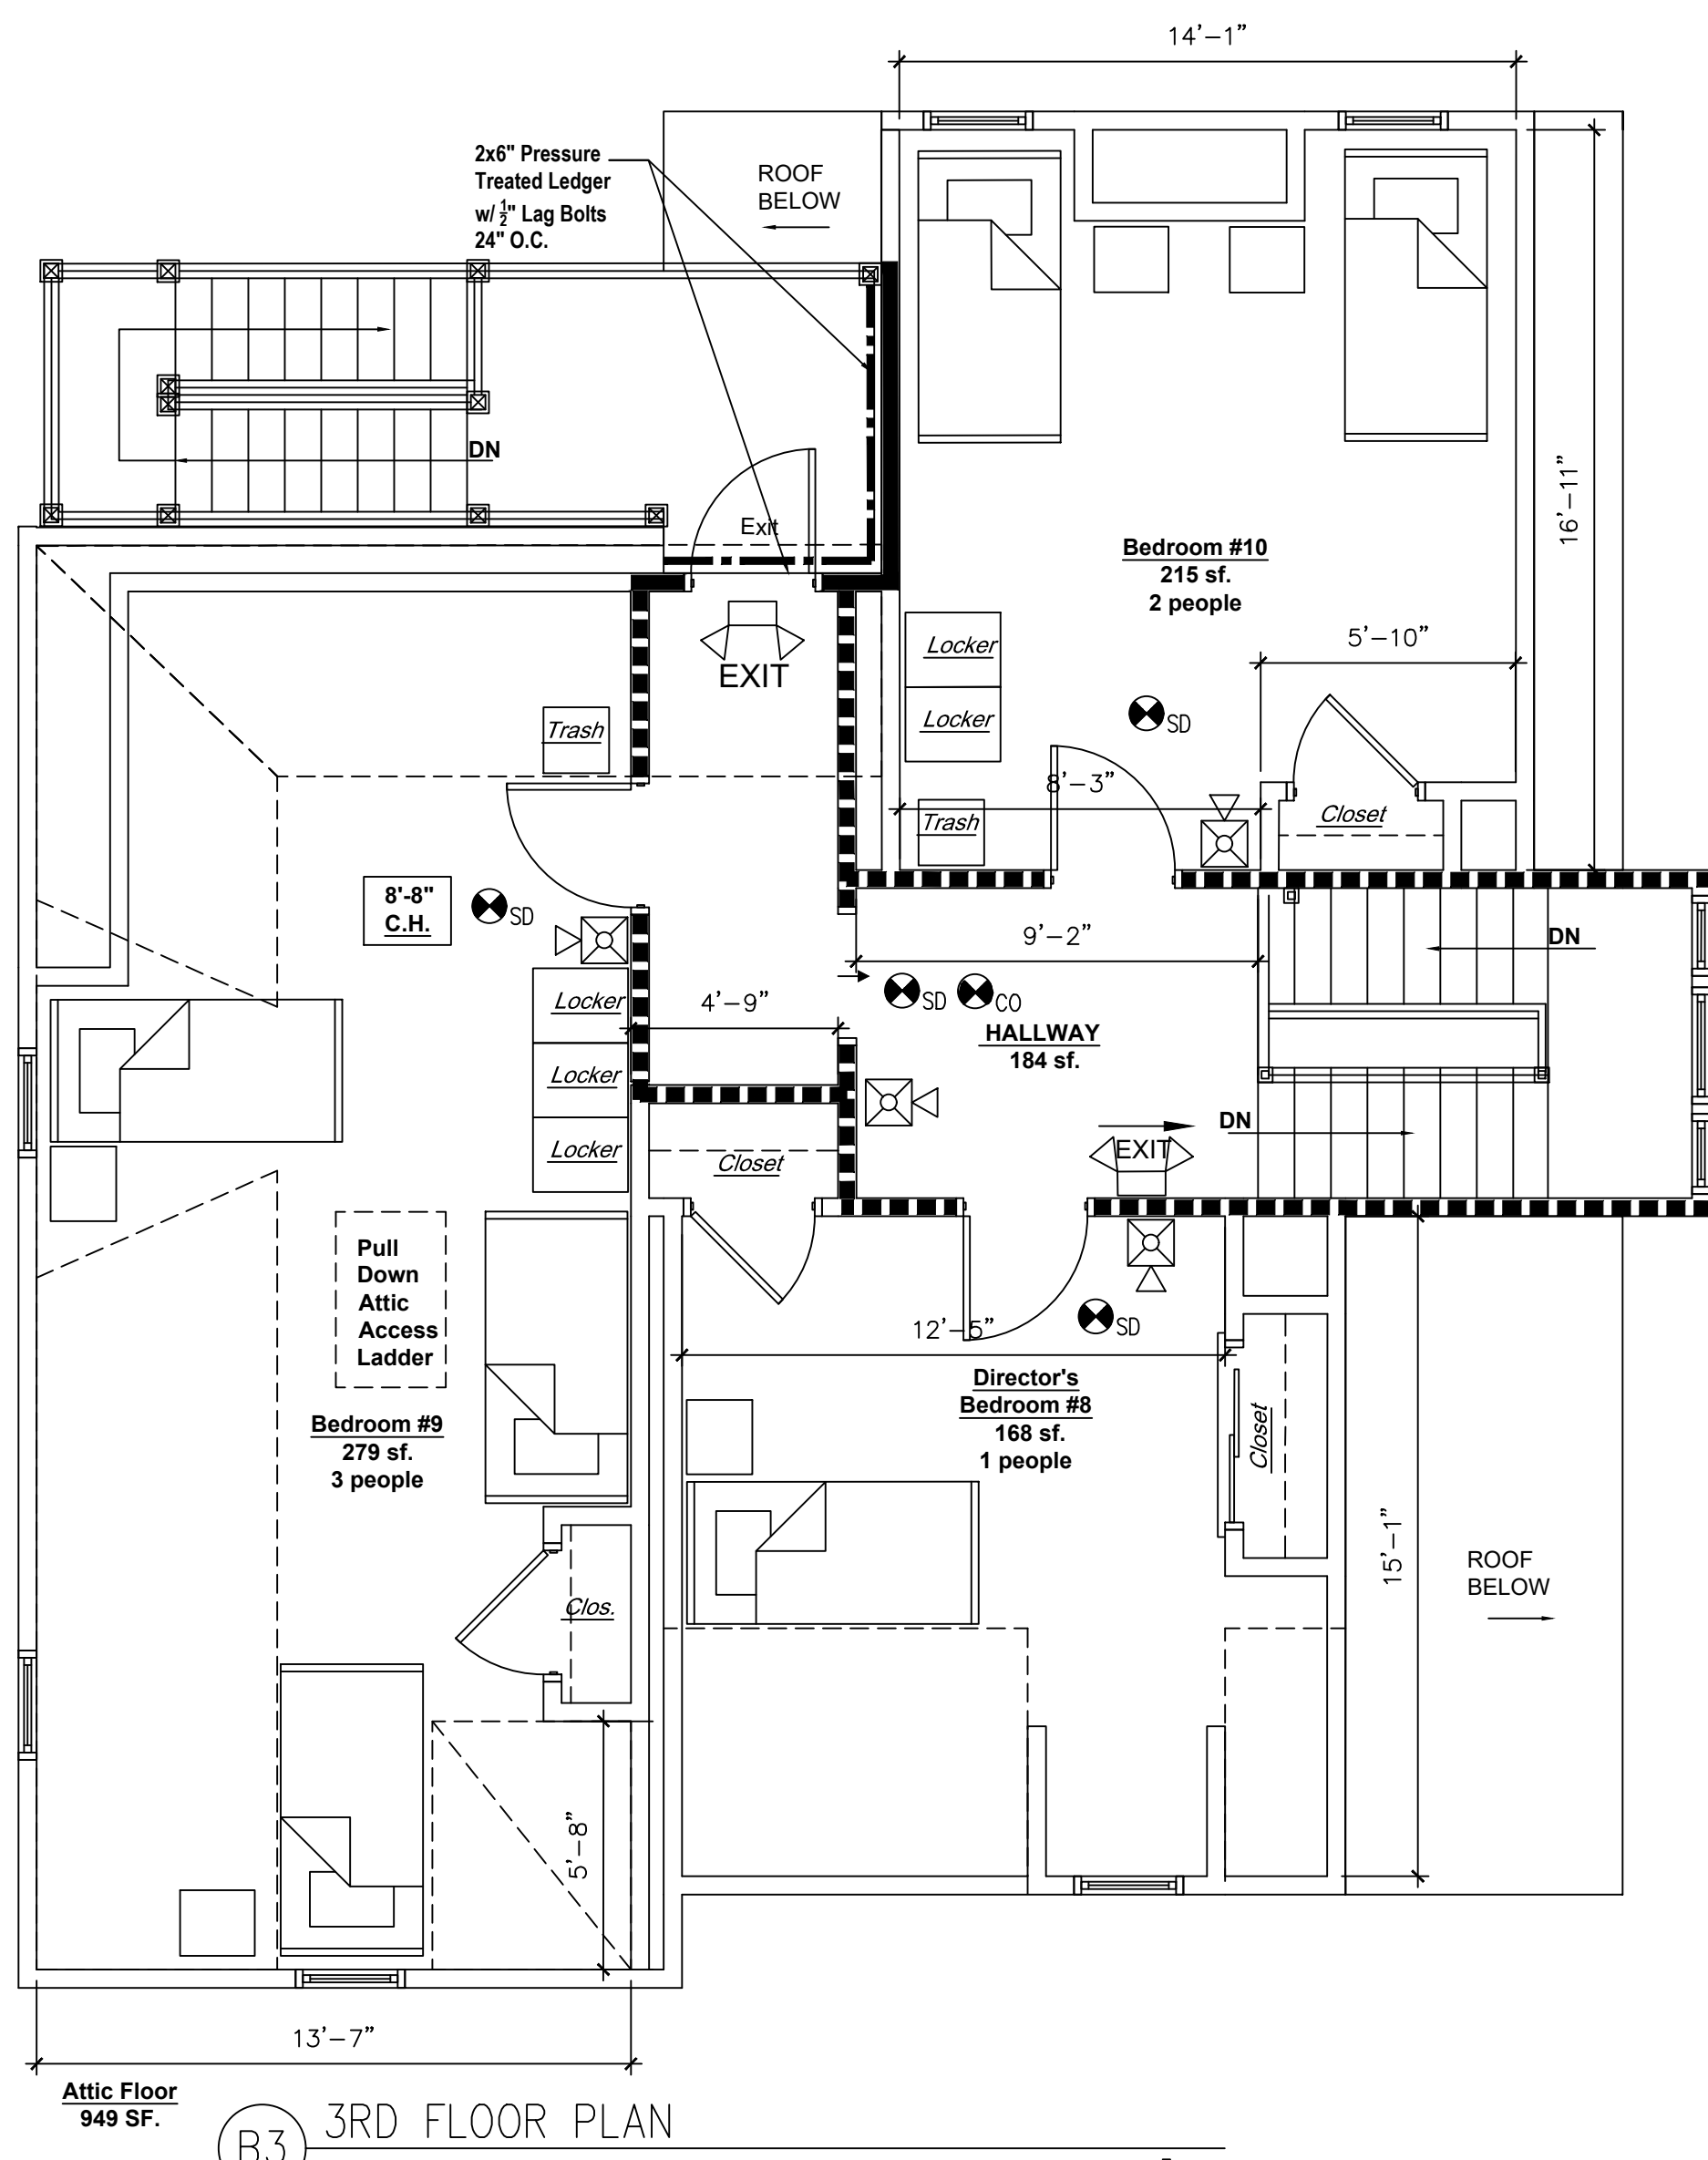 14'-1"
2x6" Pressure
Treated Ledger
w/ 1/2" Lag Bolts
24" O.C.
ROOF
BELOW
DN
Exit
16'-11"
Bedroom #10
215 sf.
2 people
5'-10"
EXIT
Locker
Locker
SD
Trash
8'-3"
Trash
Closet
8'-8"
C.H.
SD
9'-2"
DN
Locker
4'-9"
SD
CO
HALLWAY
184 sf.
Locker
Locker
DN
EXIT
Closet
Pull
Down
Attic
Access
Ladder
SD
12'-5"
Director's
Bedroom #8
168 sf.
1 people
Closet
Bedroom #9
279 sf.
3 people
15'-1"
ROOF
BELOW
Clos.
5'-8"
13'-7"
Attic Floor
949 SF.
B3
3RD FLOOR PLAN